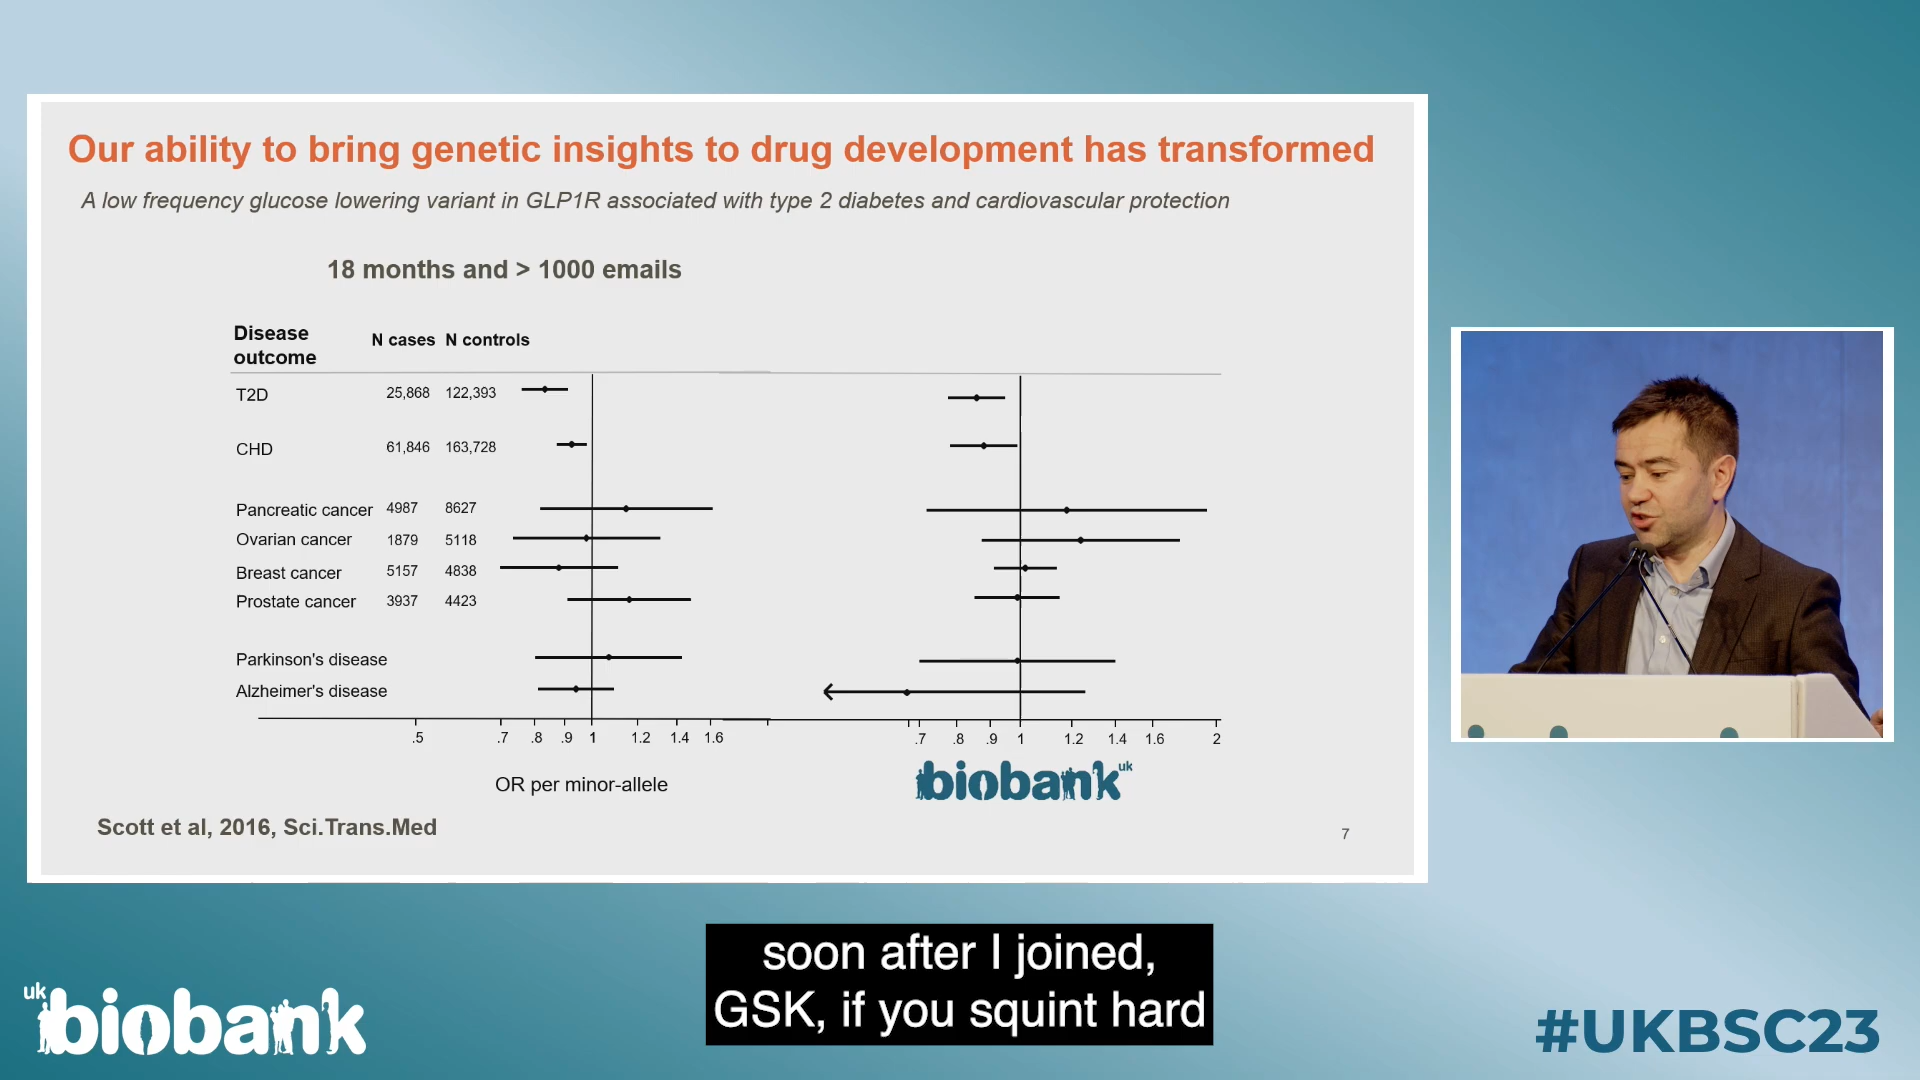 Our ability to bring genetic insights to drug development has transformed
A low frequency glucose lowering variant in GLP1R associated with type 2 diabetes and cardiovascular protection
18 months and > 1000 emails
Disease
outcome
N cases N controls
T2D 25,868 122,393
CHD 61,846 163,728
Pancreatic cancer 4987 8627
Ovarian cancer 1879 5118
Breast cancer 5157 4838
Prostate cancer 3937 4423
Parkinson's disease
Alzheimer's disease
.5 .7 .8 .9 1 1.2 1.4 1.6
.7 .8 .9 1 1.2 1.4 1.6 2
OR per minor-allele
biobank uk
Scott et al, 2016, Sci.Trans.Med
7
soon after I joined,
GSK, if you squint hard
uk biobank
#UKBSC23